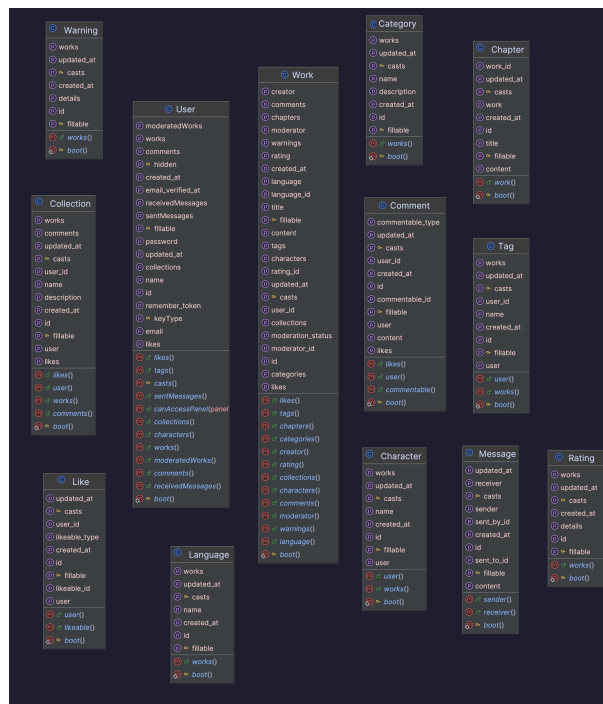 Warning
works
updated_at
casts
created_at
details
id
fillable
works()
boot()
User
moderatedWorks
works
comments
hidden
created_at
email_verified_at
receivedMessages
sentMessages
fillable
password
updated_at
collections
name
id
remember_token
keyType
email
likes
likes()
tags()
casts()
sentMessages()
canAccessPanel(panel
collections()
characters()
works()
moderatedWorks()
comments()
receivedMessages()
boot()
Work
creator
comments
chapters
moderator
warnings
rating
created_at
language
language_id
title
fillable
content
tags
characters
rating_id
updated_at
casts
user_id
collections
moderation_status
moderator_id
id
categories
likes
likes()
tags()
chapters()
categories()
creator()
rating()
collections()
characters()
comments()
moderator()
warnings()
language()
boot()
Category
works
updated_at
casts
name
description
created_at
id
fillable
works()
boot()
Chapter
work_id
updated_at
casts
work
created_at
id
title
fillable
content
work()
boot()
Collection
works
comments
updated_at
casts
user_id
name
description
created_at
id
fillable
user
likes
likes()
user()
works()
comments()
boot()
Comment
commentable_type
updated_at
casts
user_id
created_at
id
commentable_id
fillable
user
content
likes
likes()
user()
commentable()
boot()
Tag
works
updated_at
casts
user_id
name
created_at
id
fillable
user
user()
works()
boot()
Like
updated_at
casts
user_id
likeable_type
created_at
id
fillable
likeable_id
user
user()
likeable()
boot()
Language
works
updated_at
casts
name
created_at
id
fillable
works()
boot()
Character
works
updated_at
casts
name
created_at
id
fillable
user
user()
works()
boot()
Message
updated_at
receiver
casts
sender
sent_by_id
created_at
id
sent_to_id
fillable
content
sender()
receiver()
boot()
Rating
works
updated_at
casts
created_at
details
id
fillable
works()
boot()